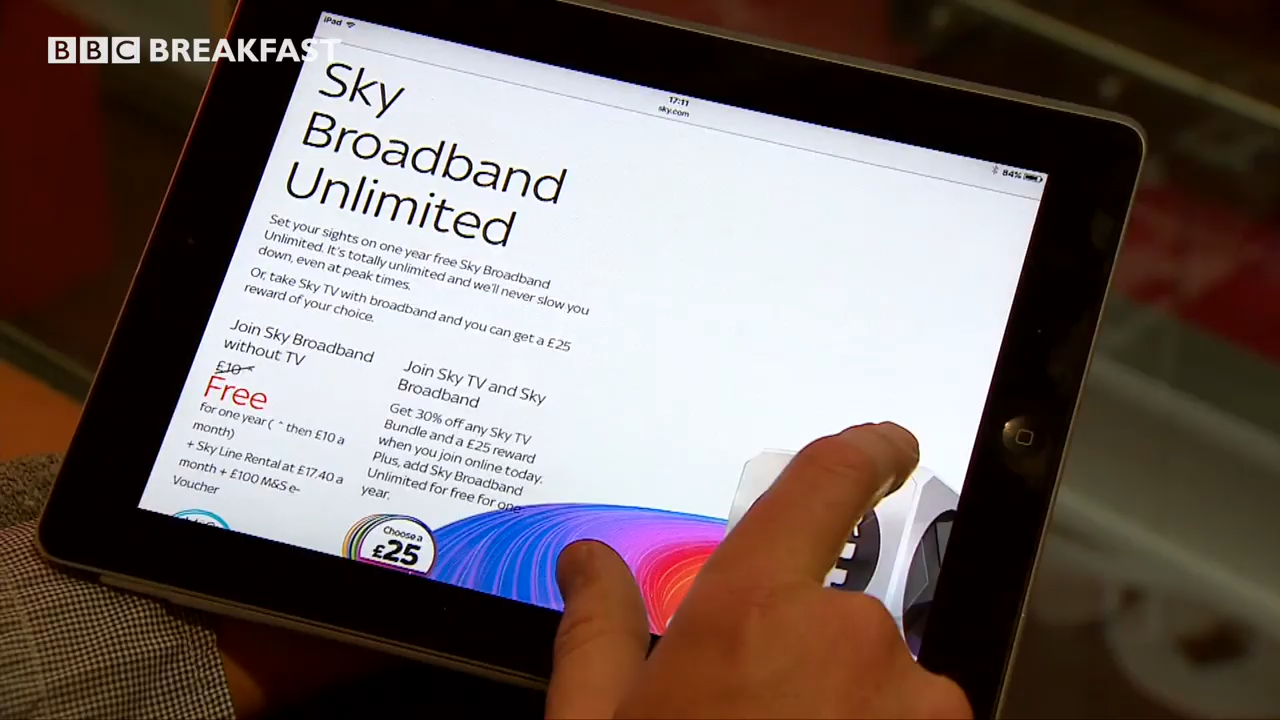 BBC BREAKFAST
iPad
17:11
sky.com
84%
Sky
Broadband
Unlimited
Set your sights on one year free Sky Broadband
Unlimited. It's totally unlimited and we'll never slow you
down, even at peak times.
Or, take Sky TV with broadband and you can get a £25
reward of your choice.
Join Sky Broadband
without TV
£10
Free
for one year ( ^ then £10 a
month)
+ Sky Line Rental at £17.40 a
month + £100 M&S e-
Voucher
Join Sky TV and Sky
Broadband
Get 30% off any Sky TV
Bundle and a £25 reward
when you join online today.
Plus, add Sky Broadband
Unlimited for free for one
year.
Choose a
£25